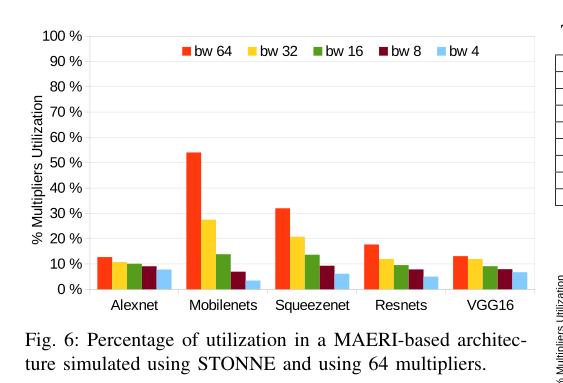 100 %
90 %
80 %
70 %
60 %
50 %
40 %
30 %
20 %
10 %
0 %
% Multipliers Utilization
bw 64 bw 32 bw 16 bw 8 bw 4
Alexnet Mobilenets Squeezenet Resnets VGG16
Fig. 6: Percentage of utilization in a MAERI-based architec-
ture simulated using STONNE and using 64 multipliers.
% Multipliers Utilization